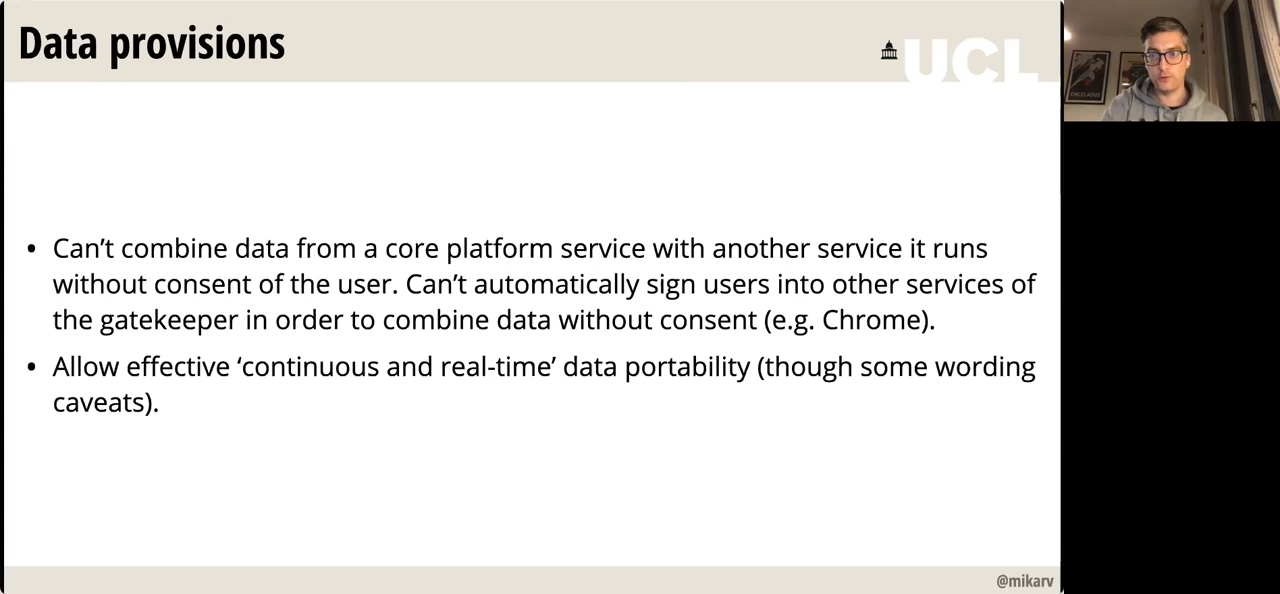 Data provisions
UCL
ENCELADUS
• Can’t combine data from a core platform service with another service it runs
without consent of the user. Can’t automatically sign users into other services of
the gatekeeper in order to combine data without consent (e.g. Chrome).
• Allow effective ‘continuous and real-time’ data portability (though some wording
caveats).
@mikarv